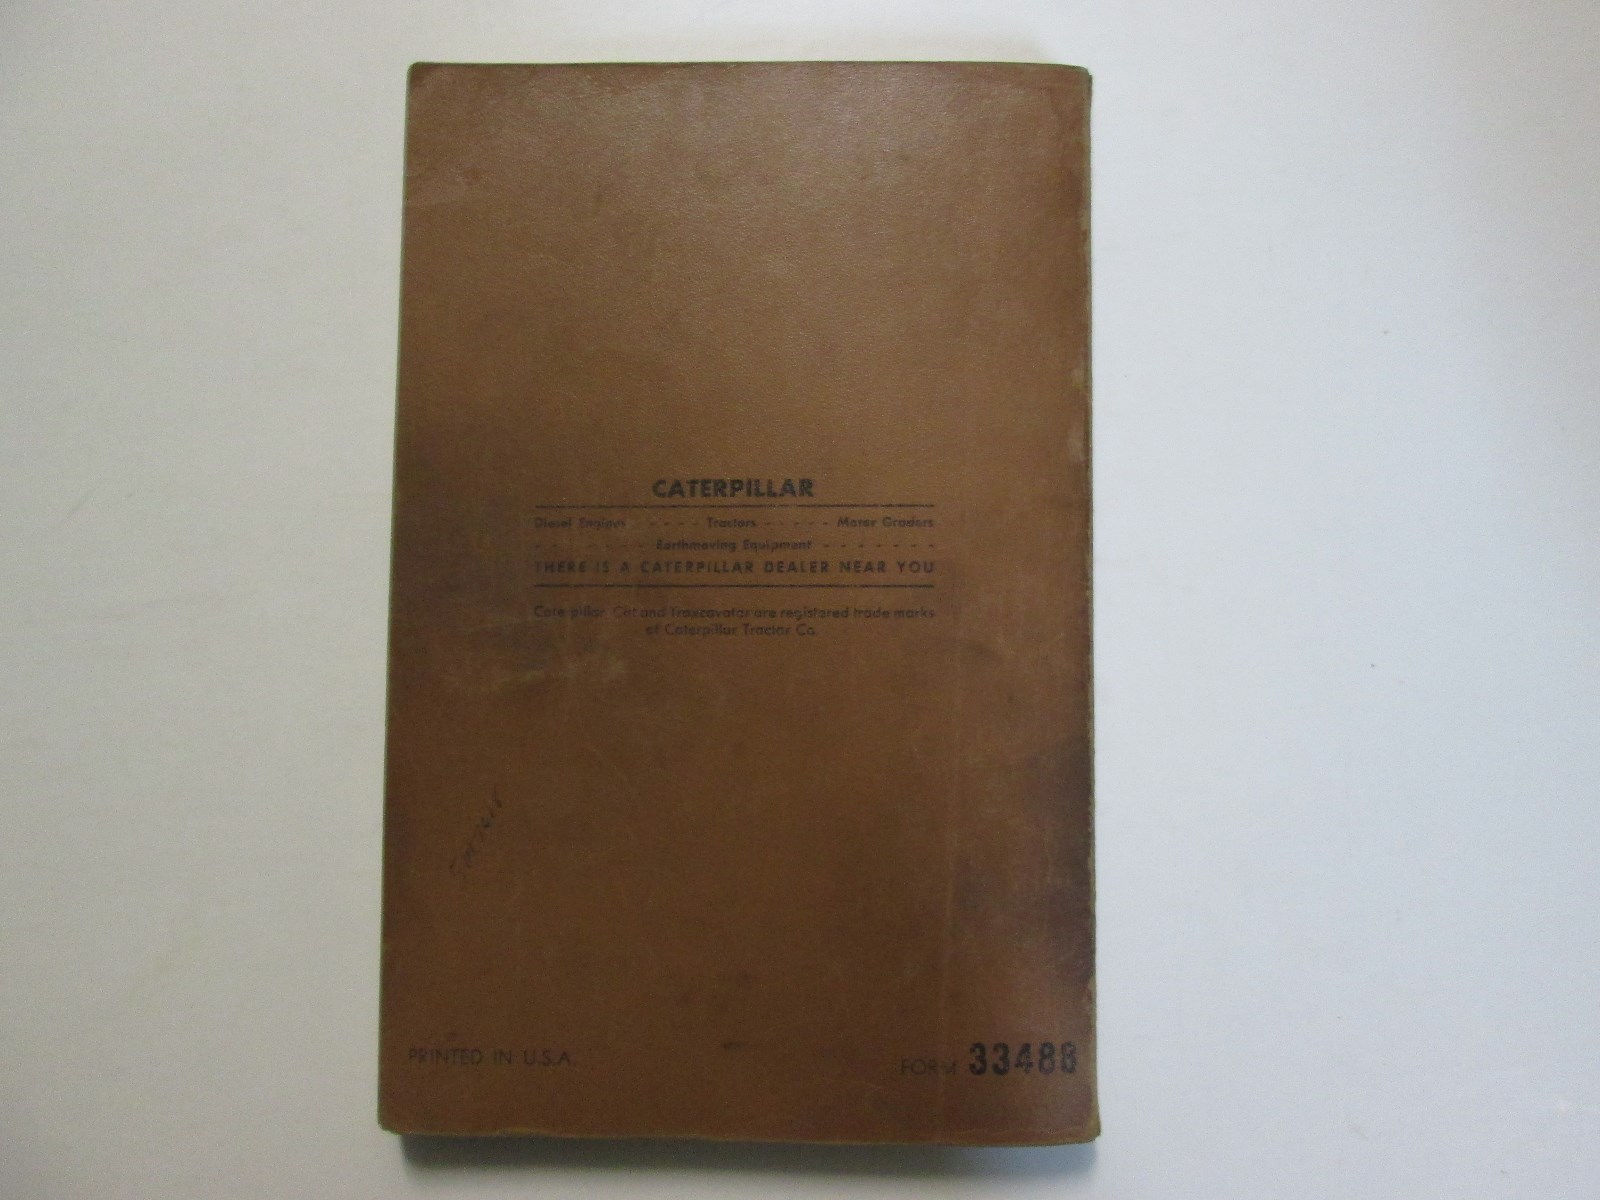 CATERPILLAR
Diesel Engines - - - - - Tractors - - - - - Motor Graders
- - - - - - - Earthmoving Equipment - - - - - - -
THERE IS A CATERPILLAR DEALER NEAR YOU
Caterpillar, Cat and Traxcavator are registered trade marks
of Caterpillar Tractor Co.
PRINTED IN U.S.A.
FORM 33488